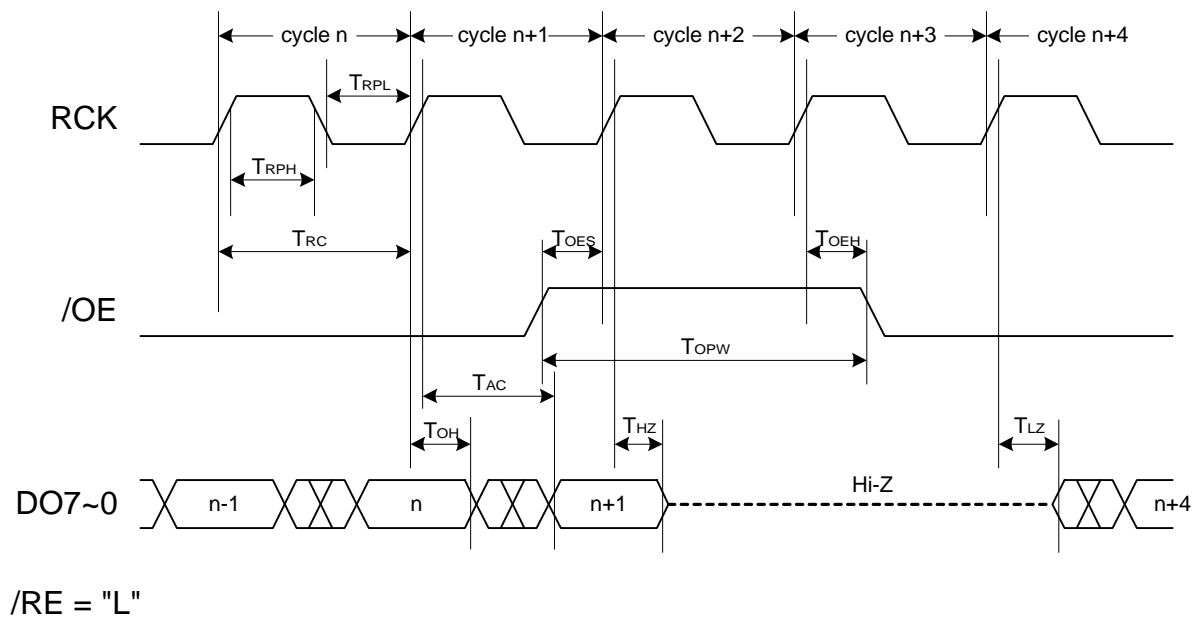 cycle n
cycle n+1
cycle n+2
cycle n+3
cycle n+4
TRPL
RCK
TRPH
TRC
TOES
TOEH
/OE
TOPW
TAC
TOH
THZ
TLZ
DO7~0
n-1
n
n+1
Hi-Z
n+4
/RE = "L"